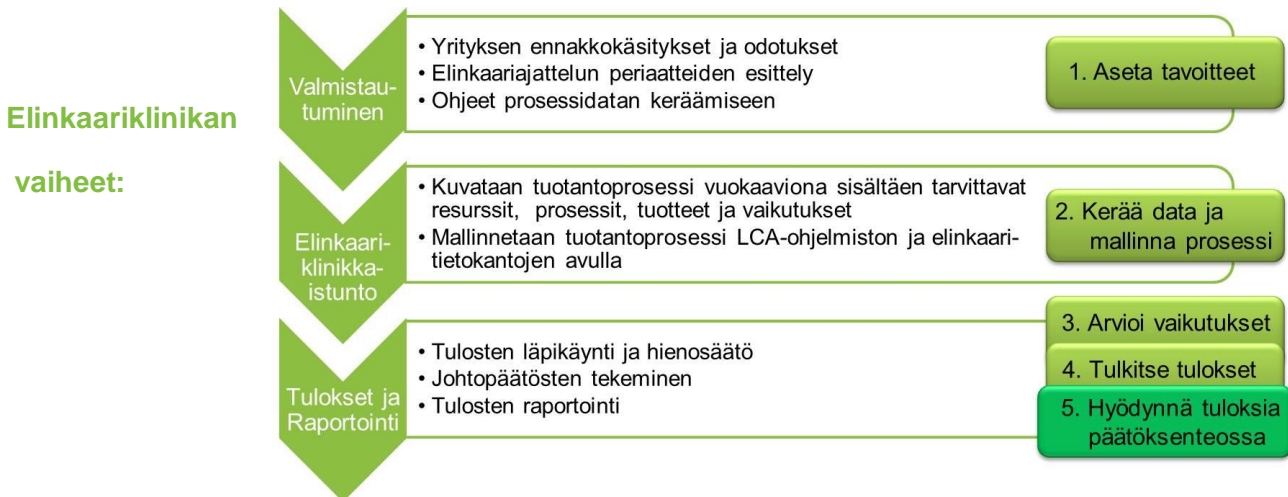 Elinkaariklinikan
vaiheet:
Valmistau-
tuminen
• Yrityksen ennakkokäsitykset ja odotukset
• Elinkaariajattelun periaatteiden esittely
• Ohjeet prosessidatan keräämiseen
1. Aseta tavoitteet
Elinkaari-
klinikka-
istunto
• Kuvataan tuotantoprosessi vuokaaviona sisältäen tarvittavat
resurssit, prosessit, tuotteet ja vaikutukset
• Mallinnetaan tuotantoprosessi LCA-ohjelmiston ja elinkaari-
tietokantojen avulla
2. Kerää data ja
mallinna prosessi
Tulokset ja
Raportointi
• Tulosten läpikäynti ja hienosäätö
• Johtopäätösten tekeminen
• Tulosten raportointi
3. Arvioi vaikutukset
4. Tulkitse tulokset
5. Hyödynnä tuloksia
päätöksenteossa